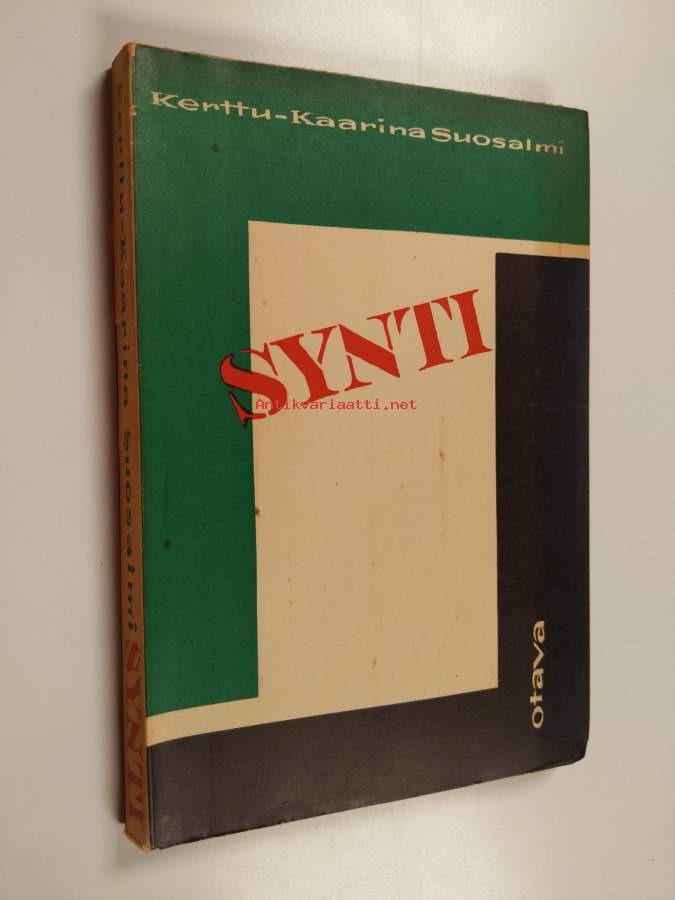 Kerttu-Kaarina Suosalmi
SYNTI
Antikvariaatti.net
otava
Kerttu-Kaarina Suosalmi SYNTI